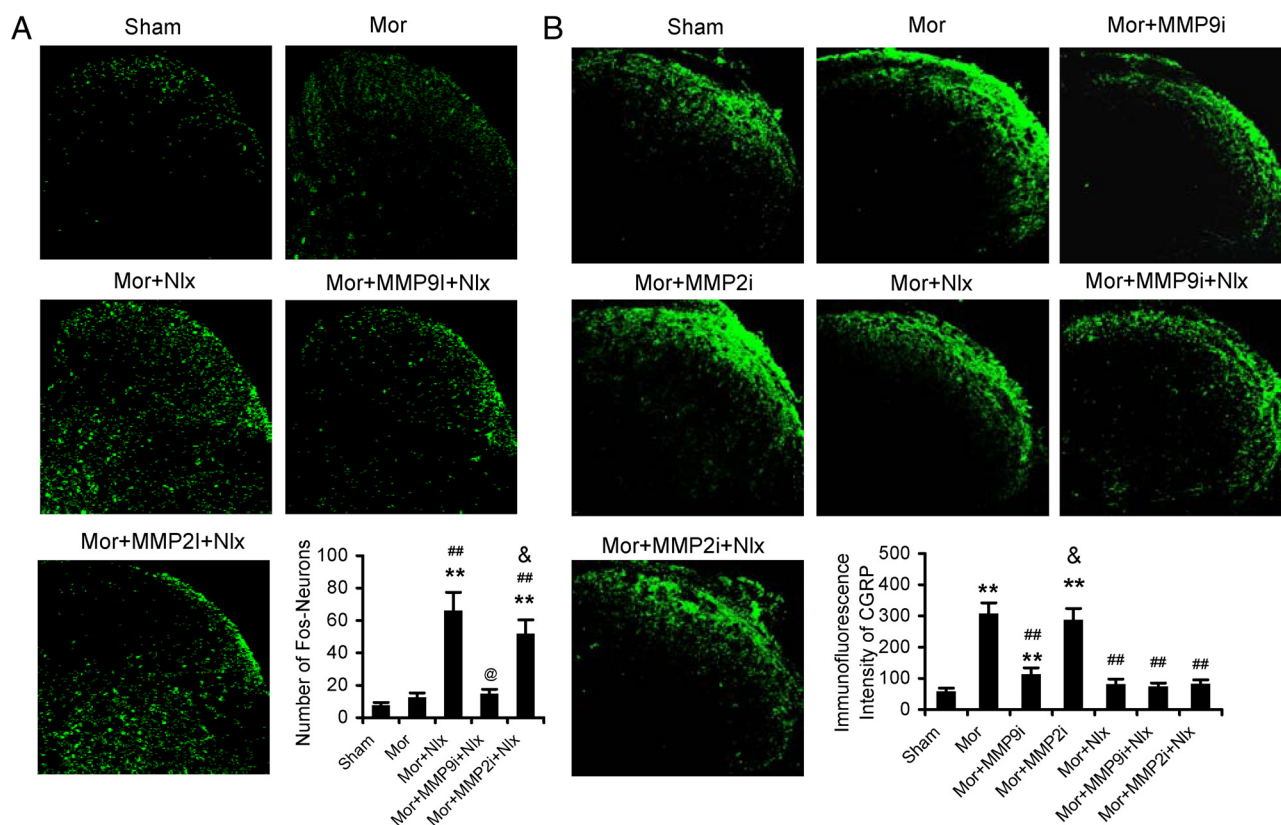 A
Sham
Mor
B
Sham
Mor
Mor+MMP9i
Mor+Nlx
Mor+MMP9I+Nlx
Mor+MMP2i
Mor+Nlx
Mor+MMP9i+Nlx
Mor+MMP2I+Nlx
Number of Fos-Neurons
100
80
60
40
20
0
##
**
@
&
##
**
Sham
Mor
Mor+Nlx
Mor+MMP9i+Nlx
Mor+MMP2i+Nlx
Mor+MMP2i+Nlx
Immunofluorescence
Intensity of CGRP
500
400
300
200
100
0
**
##
**
&
**
##
##
##
Sham
Mor
Mor+MMP9i
Mor+MMP2i
Mor+Nlx
Mor+MMP9i+Nlx
Mor+MMP2i+Nlx